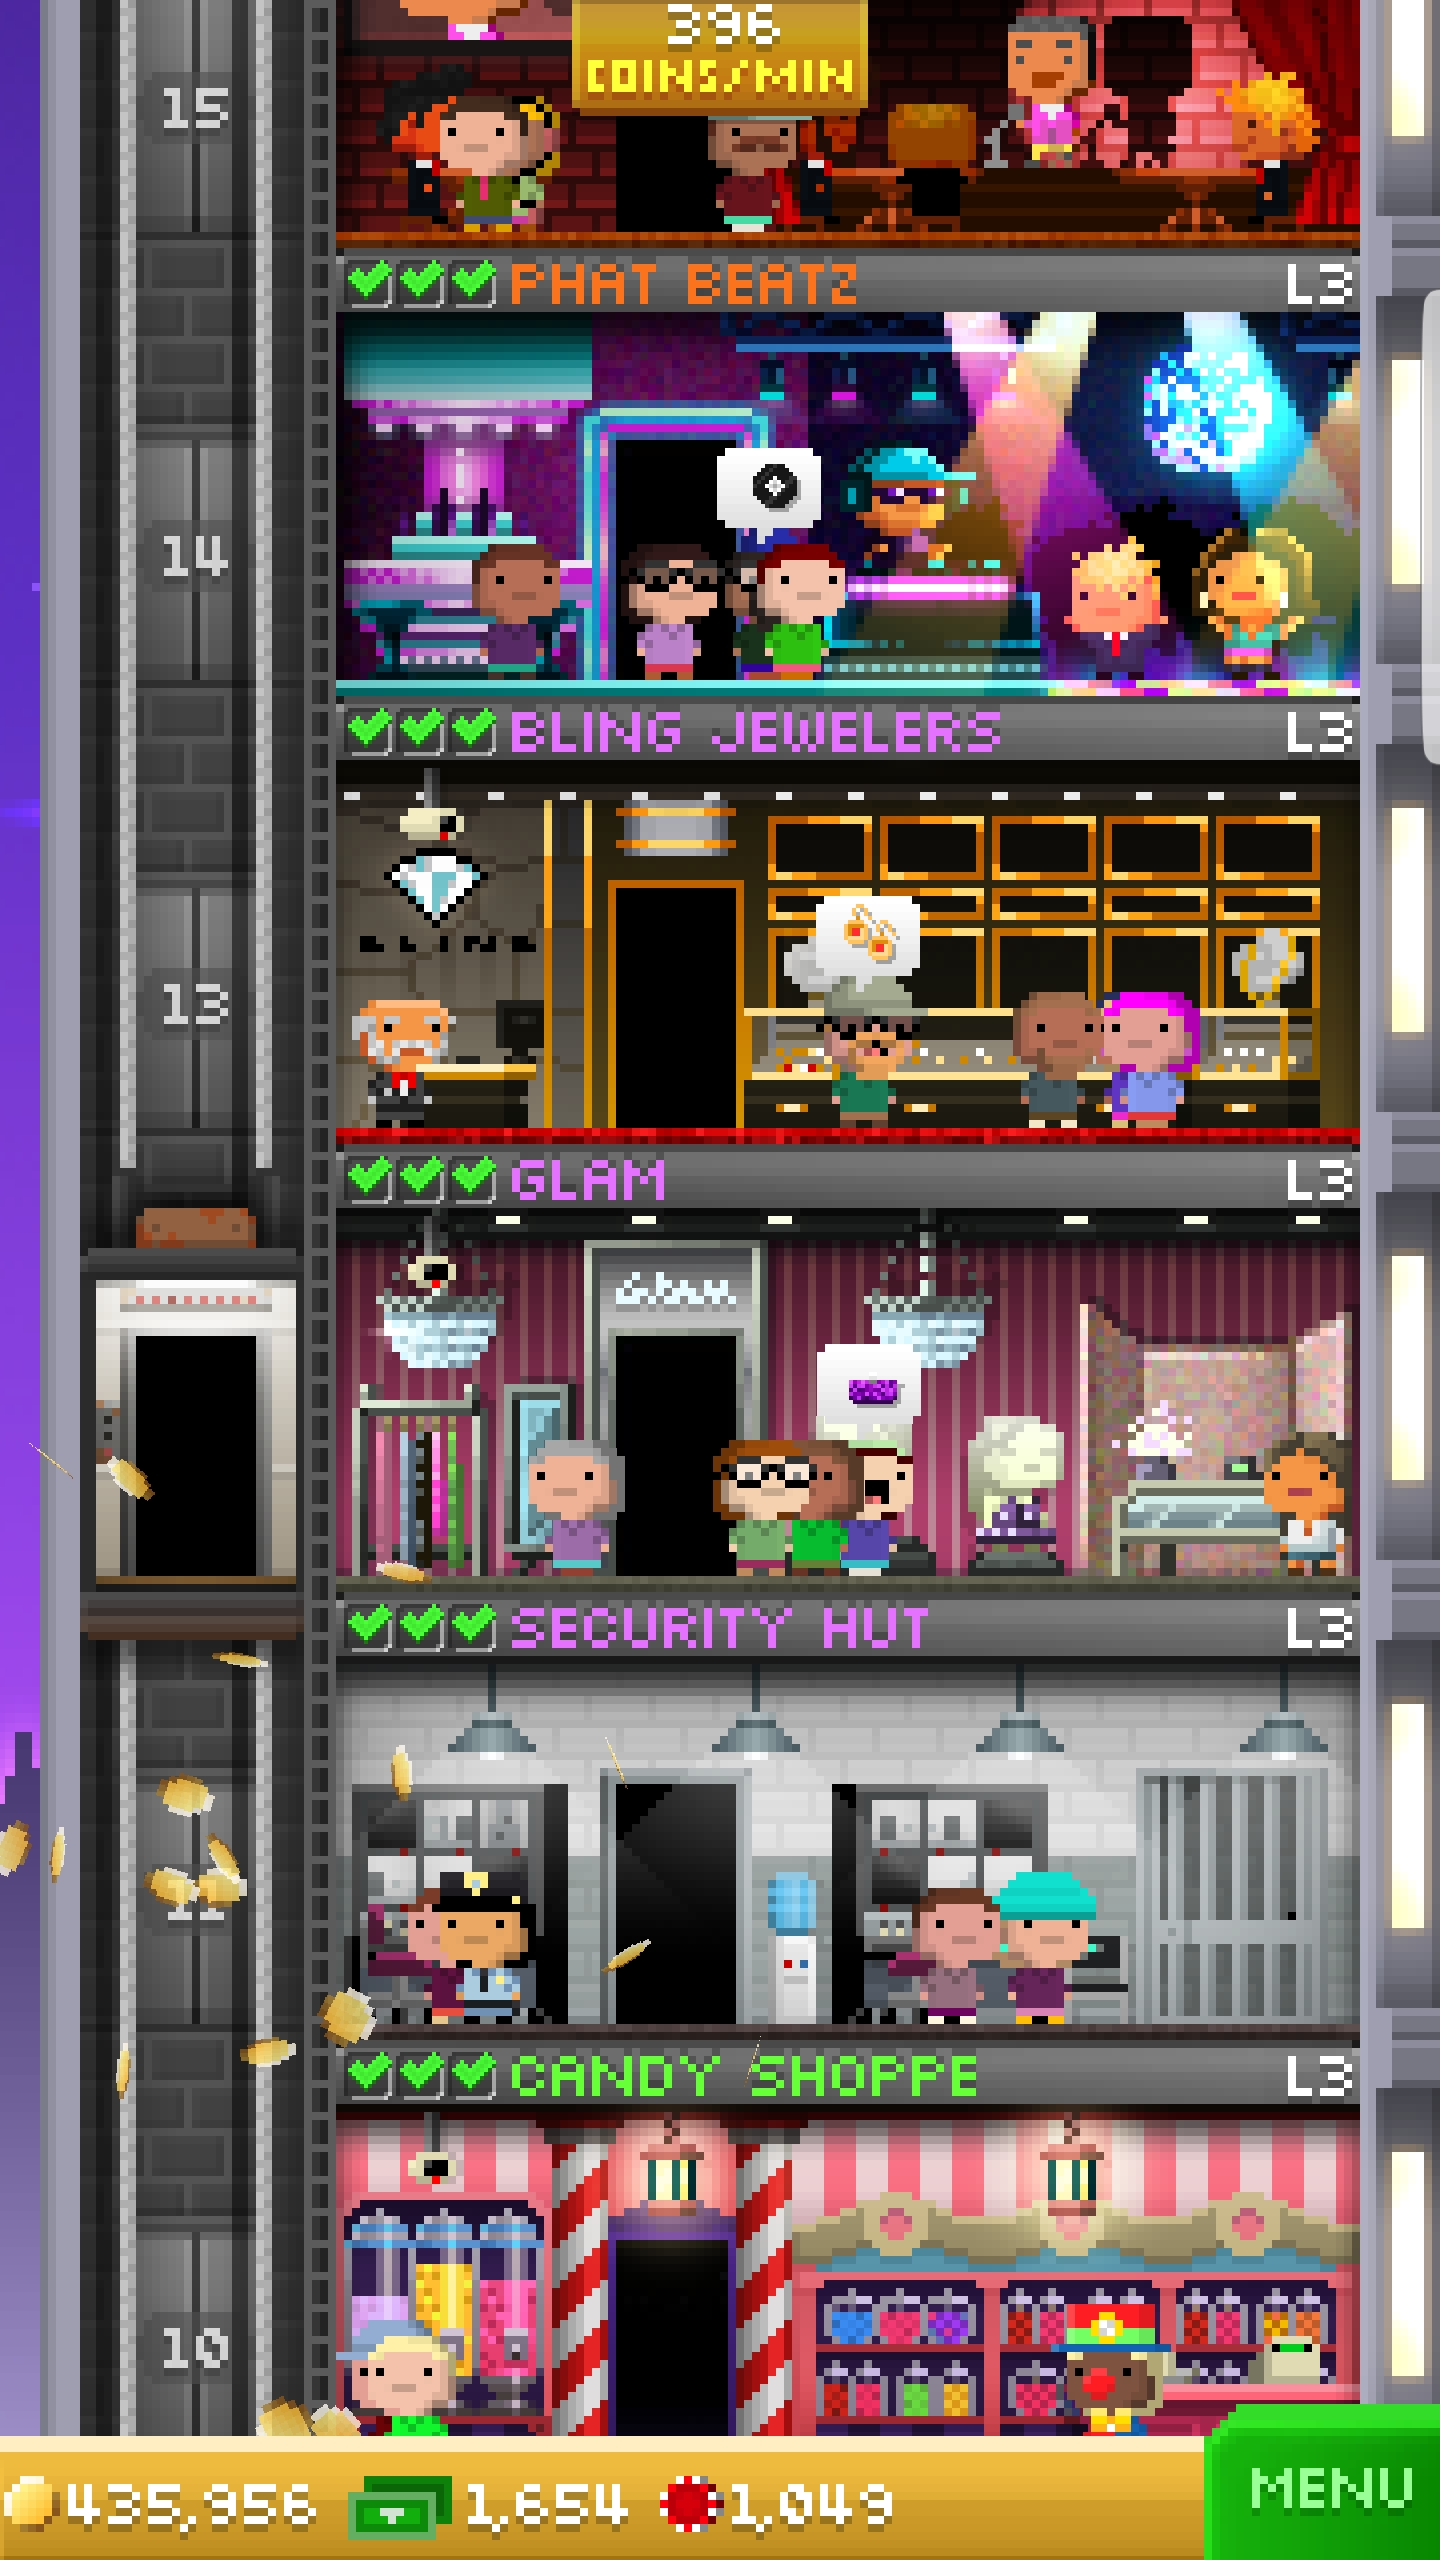 396
COINS/MIN
15
PHAT BEATZ L3
14
BLING JEWELERS L3
BLING
13
GLAM L3
Glam
SECURITY HUT L3
CANDY SHOPPE L3
10
435,956 1,654 1,049
MENU